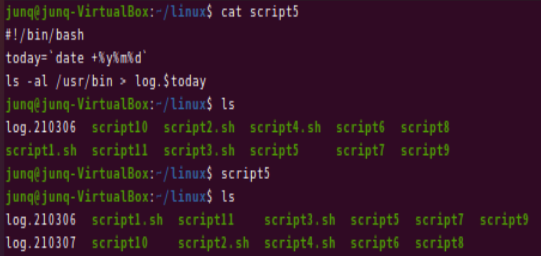 junq@junq-VirtualBox:~/linux$ cat script5
#!/bin/bash
today=`date +%y%m%d`
ls -al /usr/bin > log.$today
junq@junq-VirtualBox:~/linux$ ls
log.210306 script10 script2.sh script4.sh script6 script8
script1.sh script11 script3.sh script5 script7 script9
junq@junq-VirtualBox:~/linux$ script5
junq@junq-VirtualBox:~/linux$ ls
log.210306 script1.sh script11 script3.sh script5 script7 script9
log.210307 script10 script2.sh script4.sh script6 script8